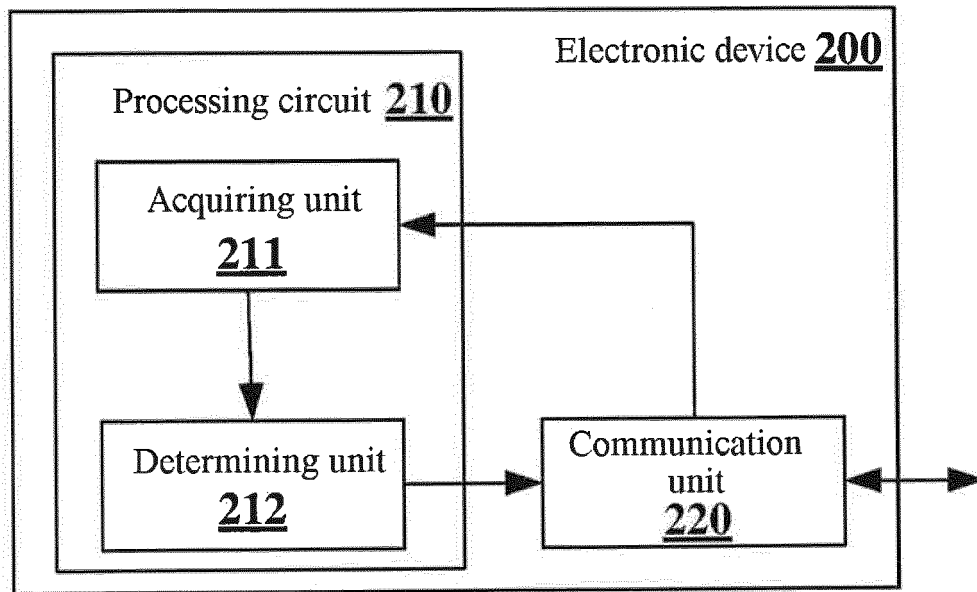 Electronic device 200
Processing circuit 210
Acquiring unit
211
Determining unit
212
Communication
unit
220